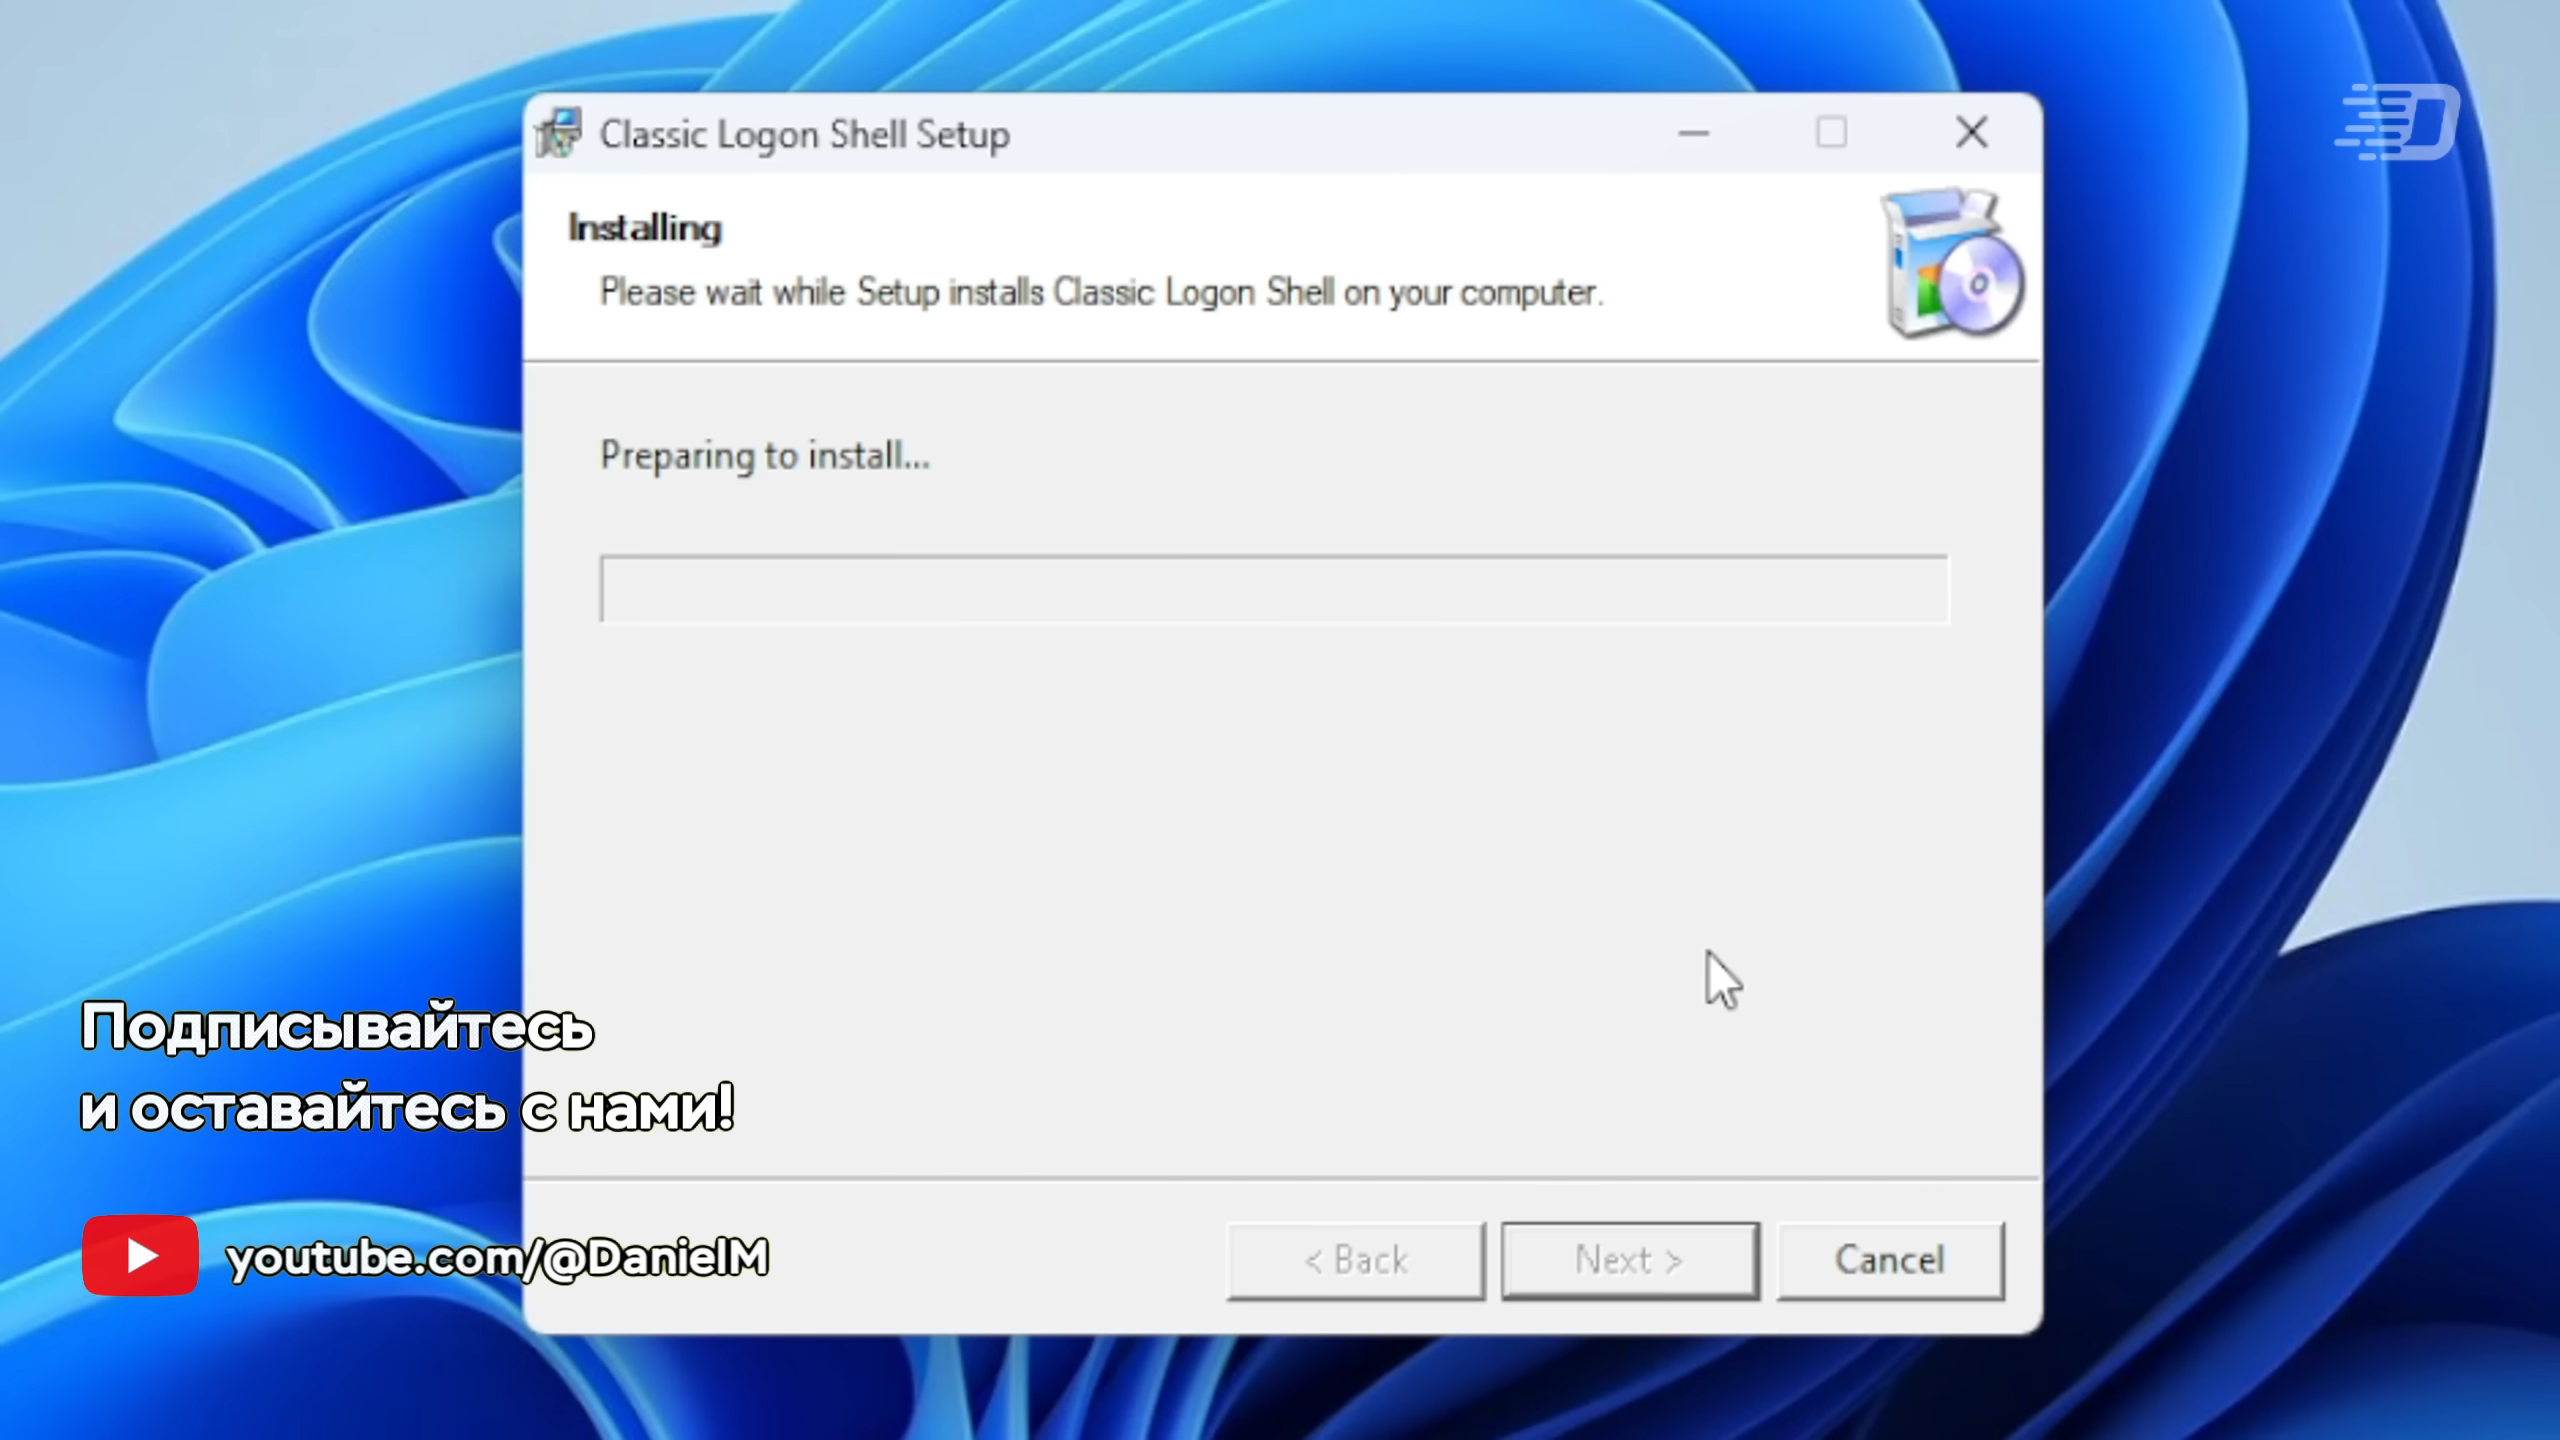 Classic Logon Shell Setup
Installing
Please wait while Setup installs Classic Logon Shell on your computer.
Preparing to install...
Подписывайтесь
и оставайтесь с нами!
youtube.com/@DanielM
< Back
Next >
Cancel